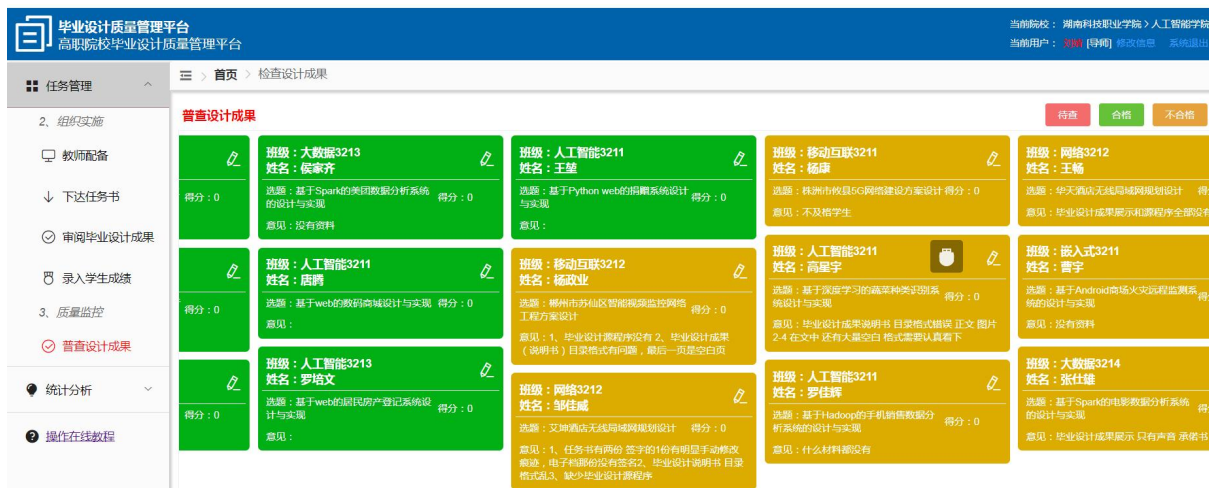 毕业设计质量管理平台
高职院校毕业设计质量管理平台
当前院校： 湖南科技职业学院 > 人工智能学院
当前用户： [导师] 修改信息 系统退出
任务管理
首页 > 检查设计成果
2、组织实施
教师配备
下达任务书
审阅毕业设计成果
录入学生成绩
3、质量监控
普查设计成果
统计分析
操作在线教程
普查设计成果
待查 合格 不合格
得分：0
得分：0
得分：0
班级：大数据3213
姓名：侯家齐
选题：基于Spark的美团数据分析系统的设计与实现 得分：0
意见：没有资料
班级：人工智能3211
姓名：唐腾
选题：基于web的数码商城设计与实现 得分：0
意见：
班级：人工智能3213
姓名：罗培文
选题：基于web的居民房产登记系统设计与实现 得分：0
意见：
班级：人工智能3211
姓名：王堃
选题：基于Python web的捐赠系统设计与实现 得分：0
意见：
班级：移动互联3212
姓名：杨政业
选题：郴州市苏仙区智能视频监控网络工程方案设计 得分：0
意见：1、毕业设计源程序没有 2、毕业设计成果
（说明书）目录格式有问题，最后一页是空白页
班级：网络3212
姓名：邹佳威
选题：艾坤酒店无线局域网规划设计 得分：0
意见：1、任务书有两份 签字的1份有明显手动修改
痕迹，电子档那份没有签名2、毕业设计说明书 目录
格式乱3、缺少毕业设计源程序
班级：移动互联3211
姓名：杨康
选题：株洲市攸县5G网络建设方案设计 得分：0
意见：不及格学生
班级：人工智能3211
姓名：高星宇
选题：基于深度学习的蔬菜种类识别系统设计与实现 得分：0
意见：毕业设计成果说明书 目录格式错误 正文 图片
2-4 在文中 还有大量空白 格式需要认真看下
班级：人工智能3211
姓名：罗佳辉
选题：基于Hadoop的手机销售数据分析系统的设计与实现 得分：0
意见：什么材料都没有
班级：网络3212
姓名：王畅
选题：华天酒店无线局域网规划设计 得
意见：毕业设计成果展示和源程序全部没有
班级：嵌入式3211
姓名：曹宇
选题：基于Android商场火灾远程监测系统的设计与实现 得
意见：没有资料
班级：大数据3214
姓名：张仕雄
选题：基于Spark的电影数据分析系统的设计与实现 得
意见：毕业设计成果展示 只有声音 承诺书